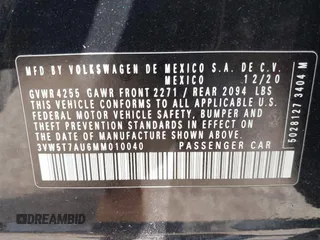 MFD. BY VOLKSWAGEN DE MEXICO S.A. DE C.V.
MEXICO 12/20
GVWR 4255 GAWR FRONT 2271 / REAR 2094 LBS
THIS VEHICLE CONFORMS TO ALL APPLICABLE U.S.
FEDERAL MOTOR VEHICLE SAFETY, BUMPER, AND
THEFT PREVENTION STANDARDS IN EFFECT ON THE
DATE OF MANUFACTURE SHOWN ABOVE.
3VW5T7AU6MM010040 PASSENGER CAR
5028127 3404 M
DREAMBID